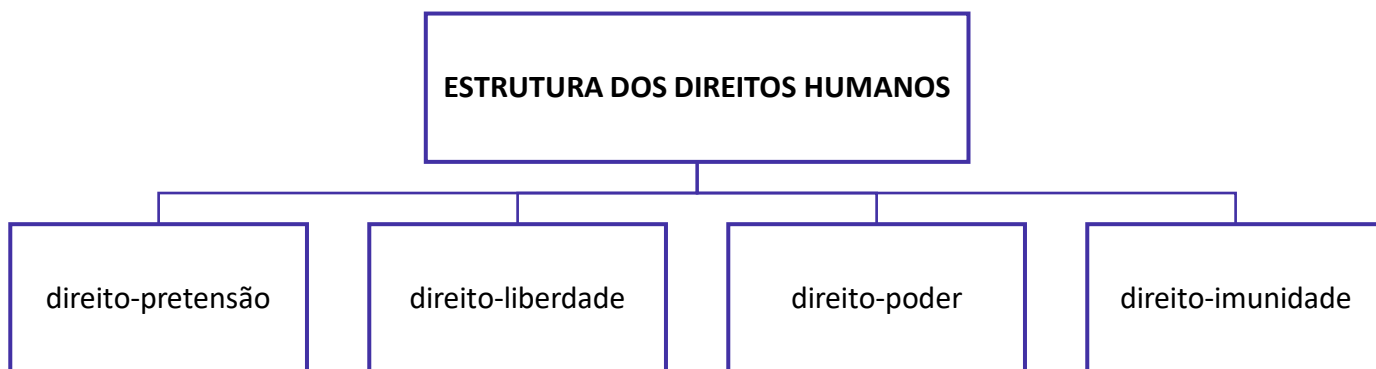 ESTRUTURA DOS DIREITOS HUMANOS
direito-pretensão
direito-liberdade
direito-poder
direito-imunidade